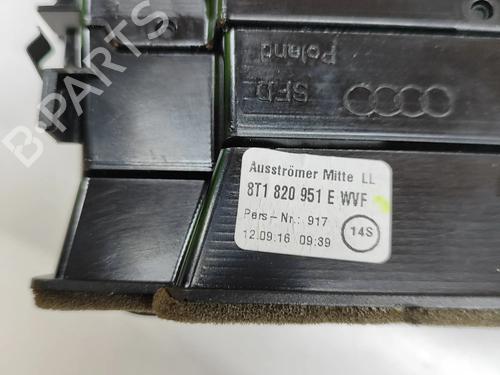 Poland
SFD
Ausströmer Mitte LL
8T1 820 951 E WVF
Pers-Nr.: 917
12.09.16 09:39
14S
B-PARTS